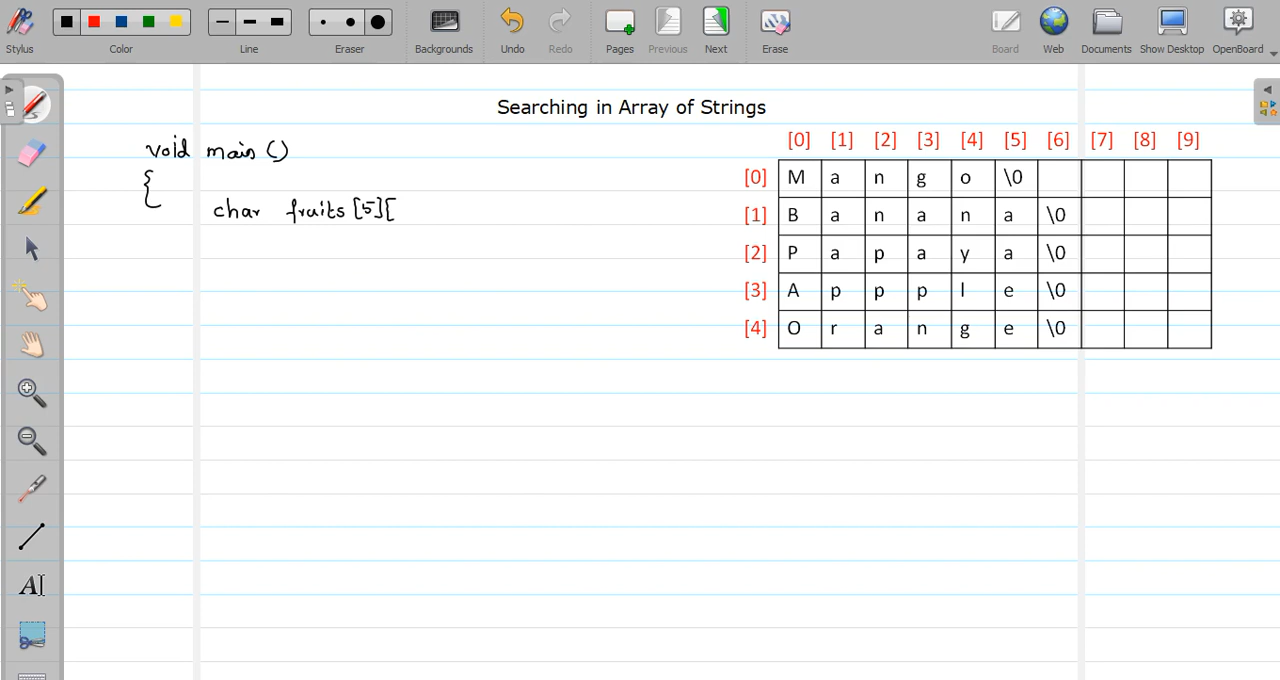 Stylus Color Line Eraser Backgrounds Undo Redo Pages Previous Next Erase Board Web Documents Show Desktop OpenBoard
Searching in Array of Strings
void main ()
{
char fruits [5][
[0] [1] [2] [3] [4] [5] [6] [7] [8] [9]
[0] M a n g o \0
[1] B a n a n a \0
[2] P a p a y a \0
[3] A p p p l e \0
[4] O r a n g e \0
A